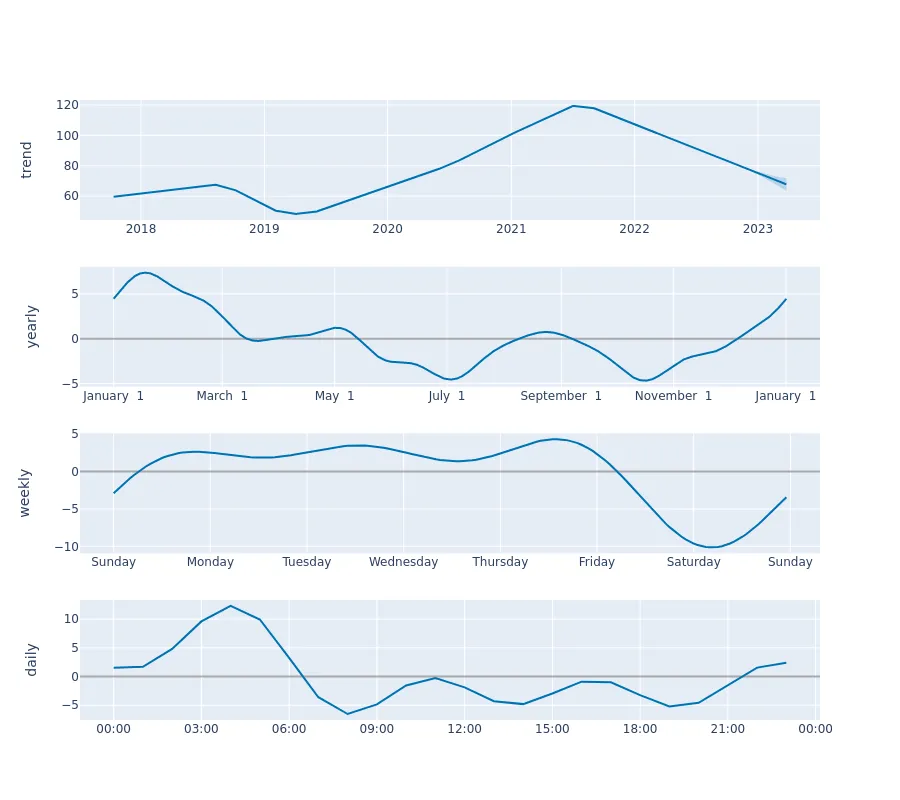 trend
120
100
80
60
2018 2019 2020 2021 2022 2023
yearly
5
0
−5
January 1 March 1 May 1 July 1 September 1 November 1 January 1
weekly
5
0
−5
−10
Sunday Monday Tuesday Wednesday Thursday Friday Saturday Sunday
daily
10
5
0
−5
00:00 03:00 06:00 09:00 12:00 15:00 18:00 21:00 00:00